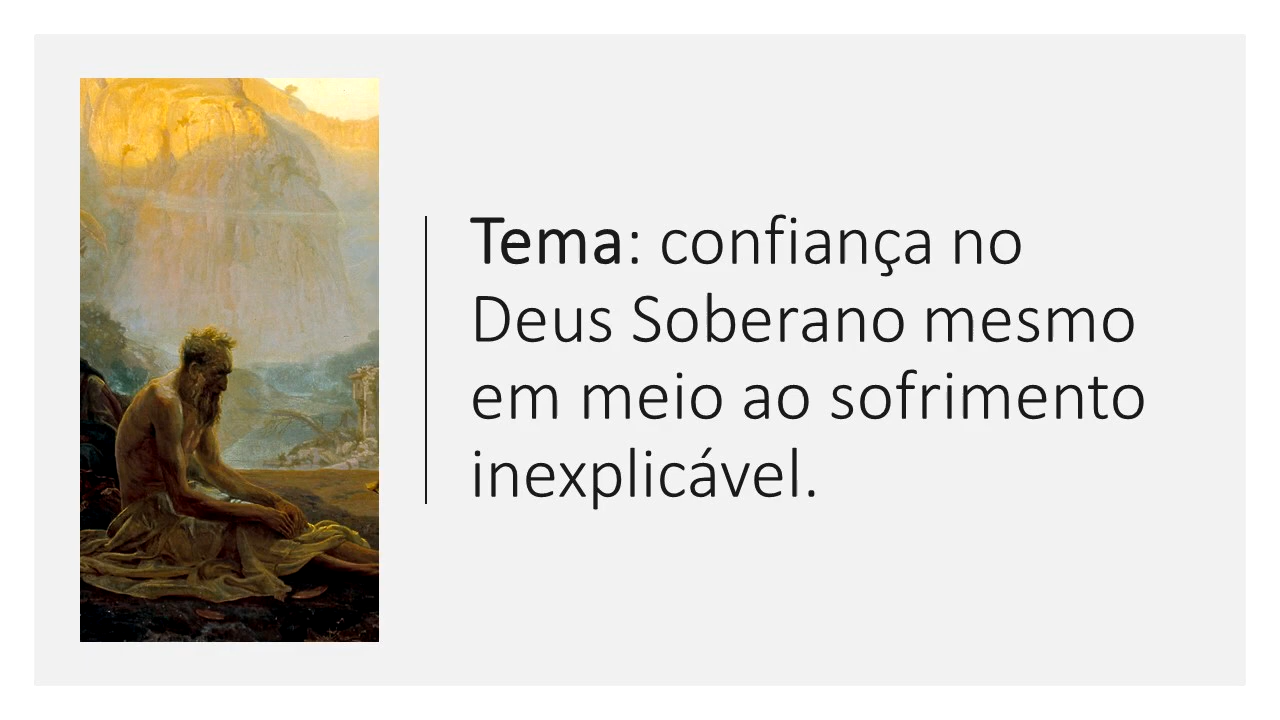 Tema: confiança no
Deus Soberano mesmo
em meio ao sofrimento
inexplicável.